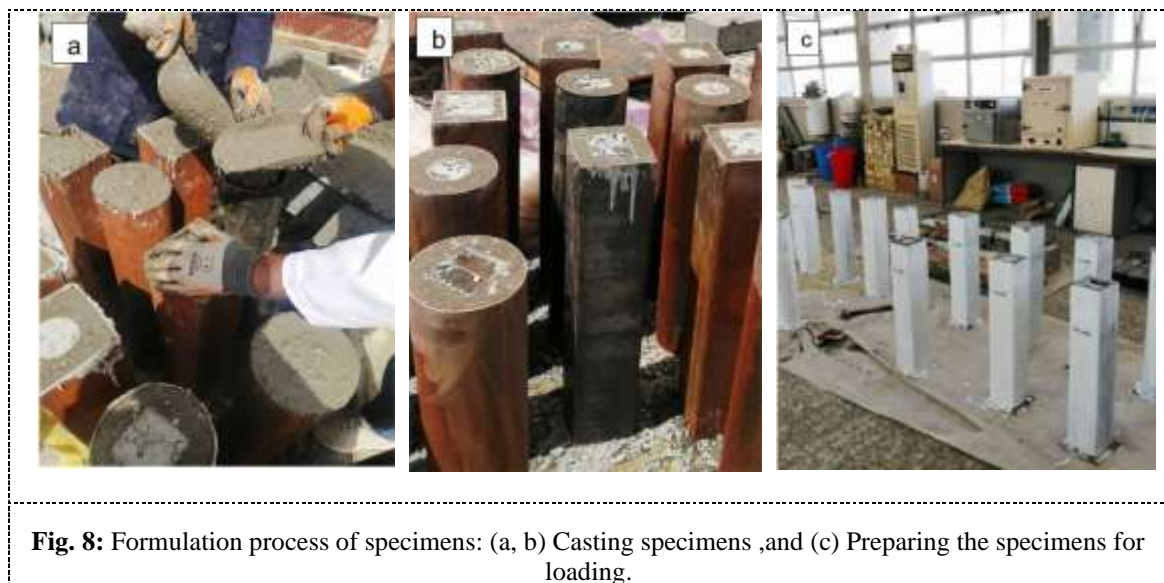 a
b
c
Fig. 8: Formulation process of specimens: (a, b) Casting specimens ,and (c) Preparing the specimens for
loading.